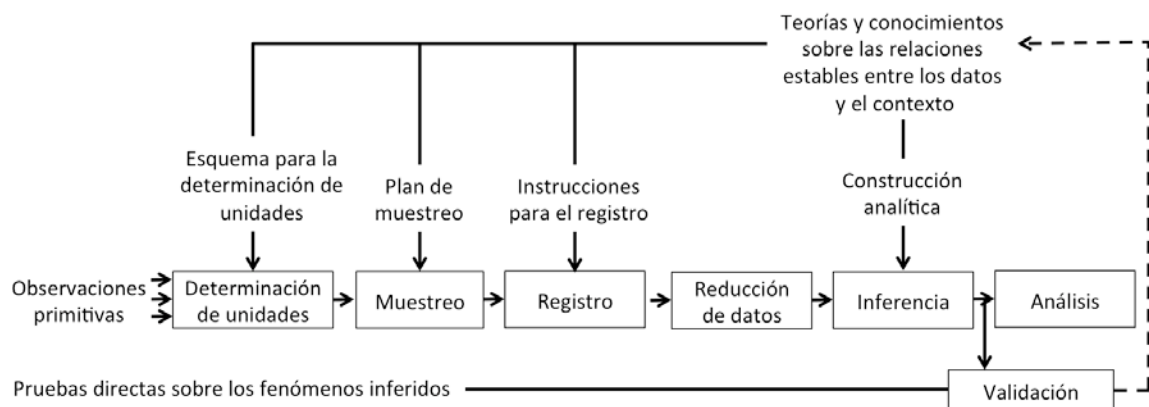 Teorías y conocimientos
sobre las relaciones
estables entre los datos
y el contexto
Esquema para la
determinación de
unidades
Plan de
muestreo
Instrucciones
para el registro
Construcción
analítica
Observaciones
primitivas
Determinación
de unidades
Muestreo
Registro
Reducción
de datos
Inferencia
Análisis
Pruebas directas sobre los fenómenos inferidos
Validación